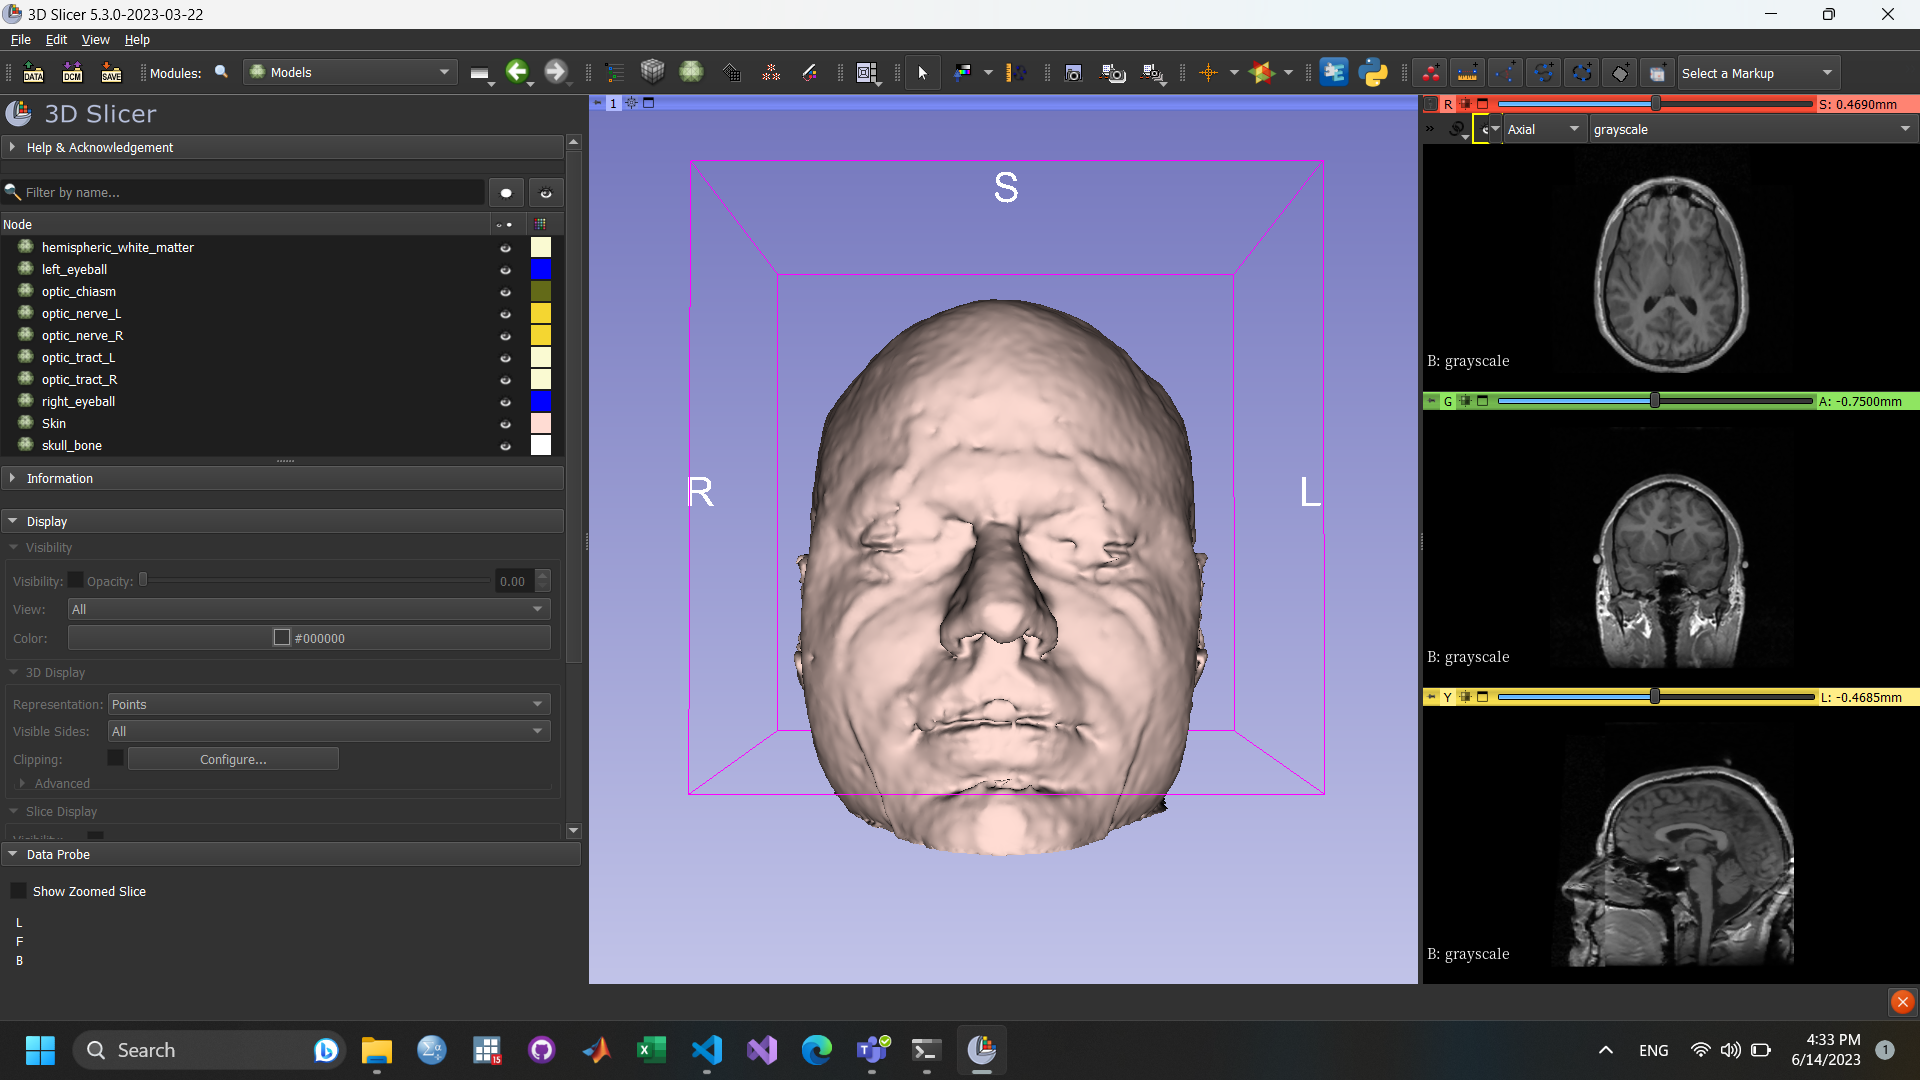 3D Slicer 5.3.0-2023-03-22
File Edit View Help
DATA DCM SAVE Modules: Models Select a Markup
3D Slicer
Help & Acknowledgement
Filter by name...
Node
hemispheric_white_matter
left_eyeball
optic_chiasm
optic_nerve_L
optic_nerve_R
optic_tract_L
optic_tract_R
right_eyeball
Skin
skull_bone
Information
Display
Visibility
Visibility: Opacity: 0.00
View: All
Color: #000000
3D Display
Representation: Points
Visible Sides: All
Clipping: Configure...
Advanced
Slice Display
Data Probe
Show Zoomed Slice
L
F
B
1
S
R L
R S: 0.4690mm
Axial grayscale
B: grayscale
G A: -0.7500mm
B: grayscale
Y L: -0.4685mm
B: grayscale
Search
15
ENG
4:33 PM
6/14/2023
1